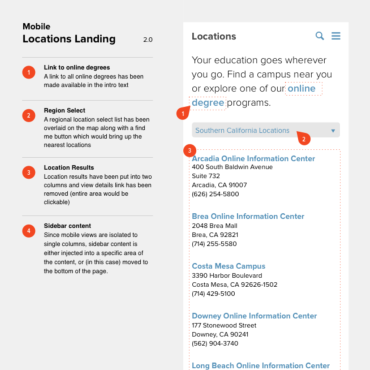 Mobile
Locations Landing 2.0
1 Link to online degrees
A link to all online degrees has been
made available in the intro text
2 Region Select
A regional location select list has been
overlaid on the map along with a find
me button which would bring up the
nearest locations
3 Location Results
Location results have been put into two
columns and view details link has been
removed (entire area would be
clickable)
4 Sidebar content
Since mobile views are isolated to
single columns, sidebar content is
either injected into a specific area of
the content, or (in this case) moved to
the bottom of the page.
Locations
Your education goes wherever
you go. Find a campus near you
or explore one of our online
degree programs.
1
Southern California Locations
2
3
Arcadia Online Information Center
400 South Baldwin Avenue
Suite 732
Arcadia, CA 91007
(626) 254-5800
Brea Online Information Center
2048 Brea Mall
Brea, CA 92821
(714) 255-5580
Costa Mesa Campus
3390 Harbor Boulevard
Costa Mesa, CA 92626-1502
(714) 429-5100
Downey Online Information Center
177 Stonewood Street
Downey, CA 90241
(562) 904-3740
Long Beach Online Information Center